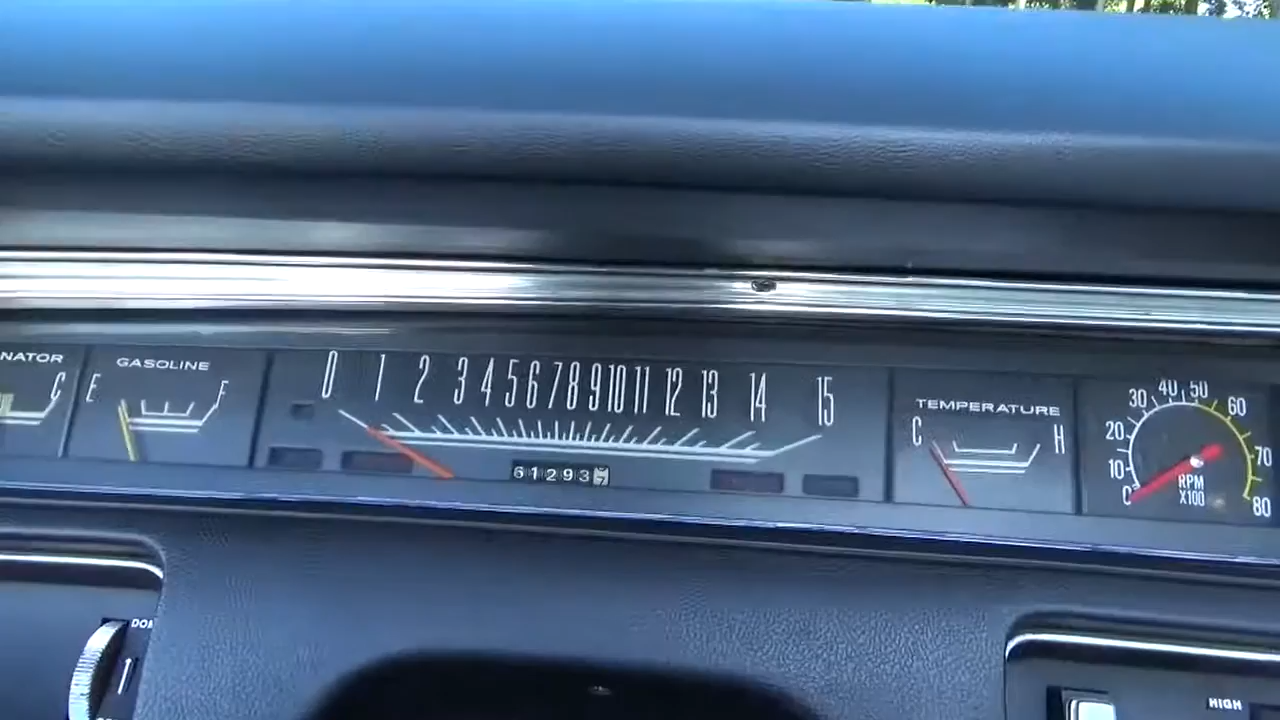 NATOR
C
GASOLINE
E F
0 1 2 3 4 5 6 7 8 9 10 11 12 13 14 15
61293
TEMPERATURE
C H
0 10 20 30 40 50 60 70 80
RPM
X100
HIGH